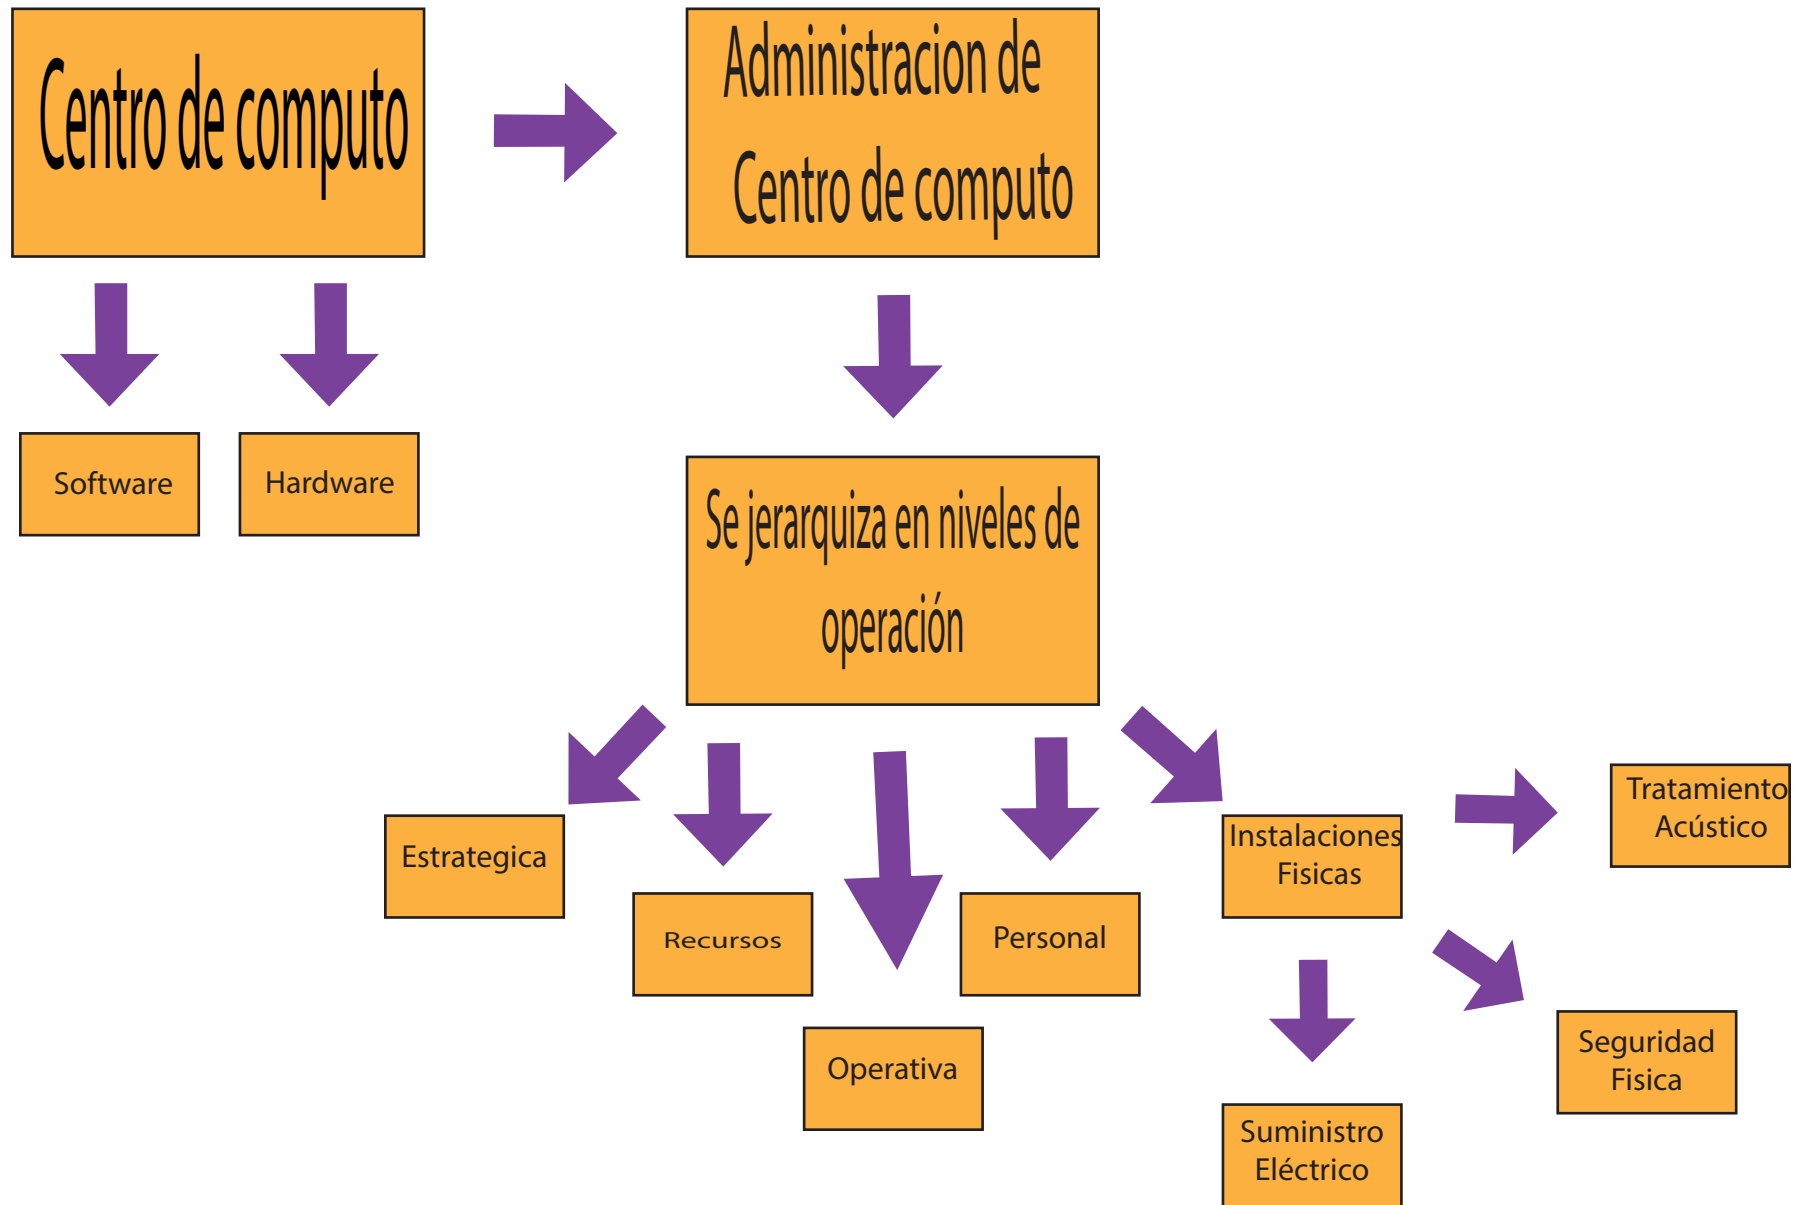 Centro de computo
Administracion de
Centro de computo
Software
Hardware
Se jerarquiza en niveles de
operación
Estrategica
Recursos
Operativa
Personal
Instalaciones
Fisicas
Tratamiento
Acústico
Seguridad
Fisica
Suministro
Eléctrico